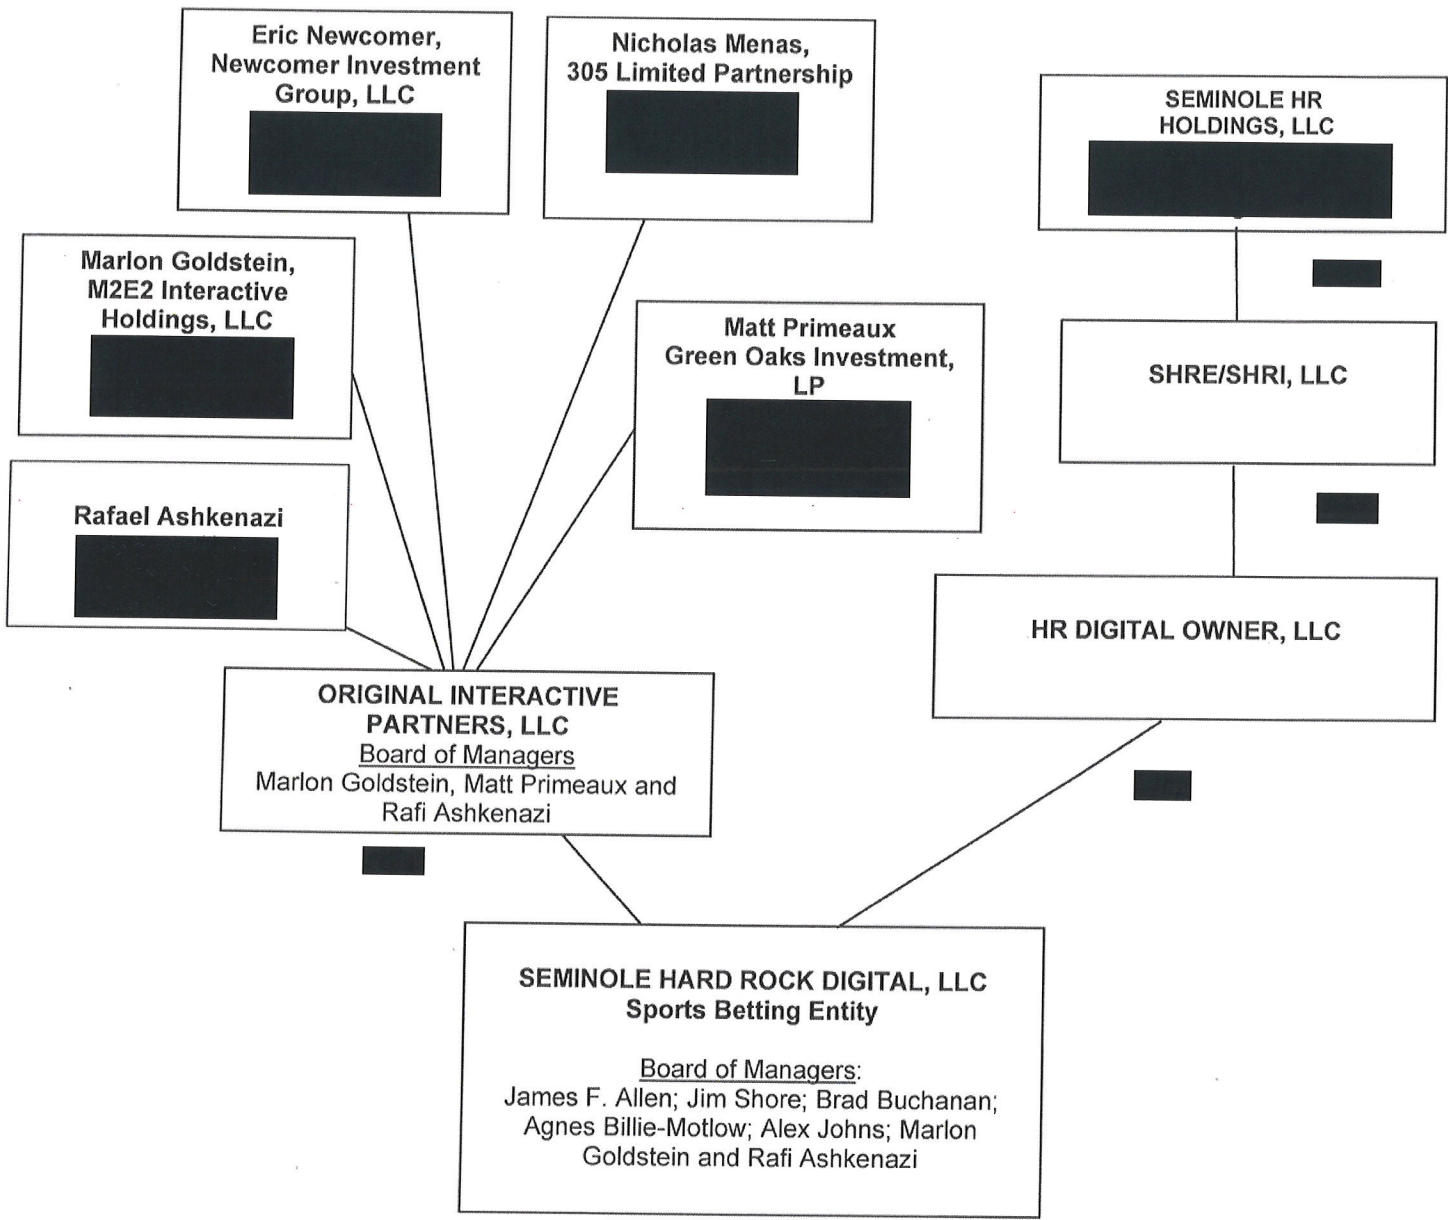 Eric Newcomer,
Newcomer Investment
Group, LLC
Nicholas Menas,
305 Limited Partnership
SEMINOLE HR
HOLDINGS, LLC
Marlon Goldstein,
M2E2 Interactive
Holdings, LLC
Matt Primeaux
Green Oaks Investment,
LP
SHRE/SHRI, LLC
Rafael Ashkenazi
HR DIGITAL OWNER, LLC
ORIGINAL INTERACTIVE
PARTNERS, LLC
Board of Managers
Marlon Goldstein, Matt Primeaux and
Rafi Ashkenazi
SEMINOLE HARD ROCK DIGITAL, LLC
Sports Betting Entity
Board of Managers:
James F. Allen; Jim Shore; Brad Buchanan;
Agnes Billie-Motlow; Alex Johns; Marlon
Goldstein and Rafi Ashkenazi